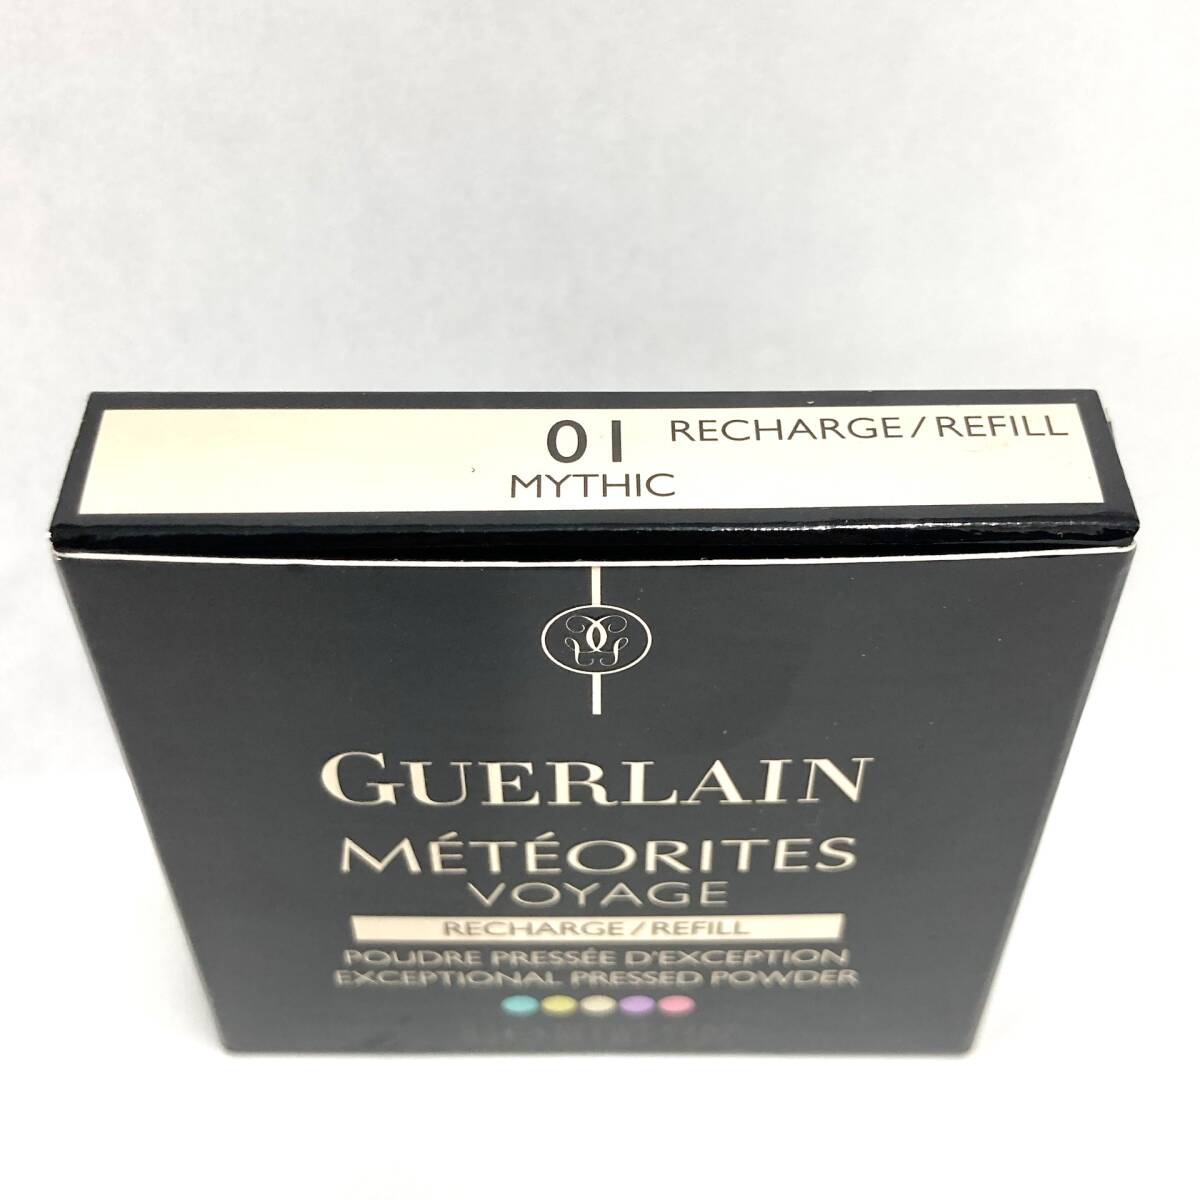 01 RECHARGE/REFILL
MYTHIC
GUERLAIN
MÉTÉORITES
VOYAGE
RECHARGE/REFILL
POUDRE PRESSÉE D'EXCEPTION
EXCEPTIONAL PRESSED POWDER